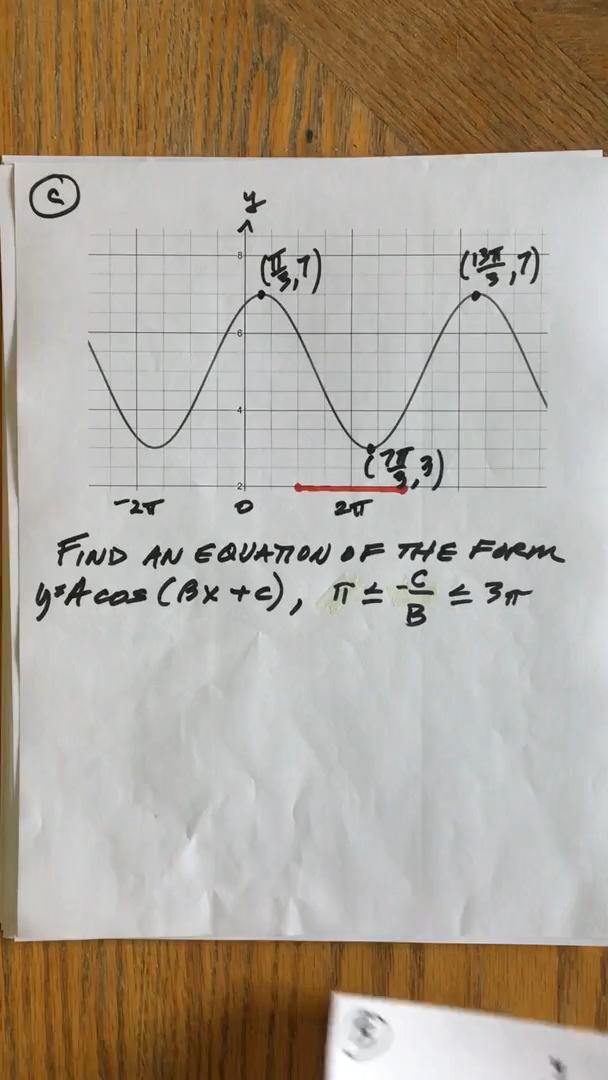 C
y
8
(π/3, 7)
(13π/3, 7)
6
4
(7π/3, 3)
2
-2π 0 2π
FIND AN EQUATION OF THE FORM
y=A cos (Bx+c), π ≤ -C/B ≤ 3π